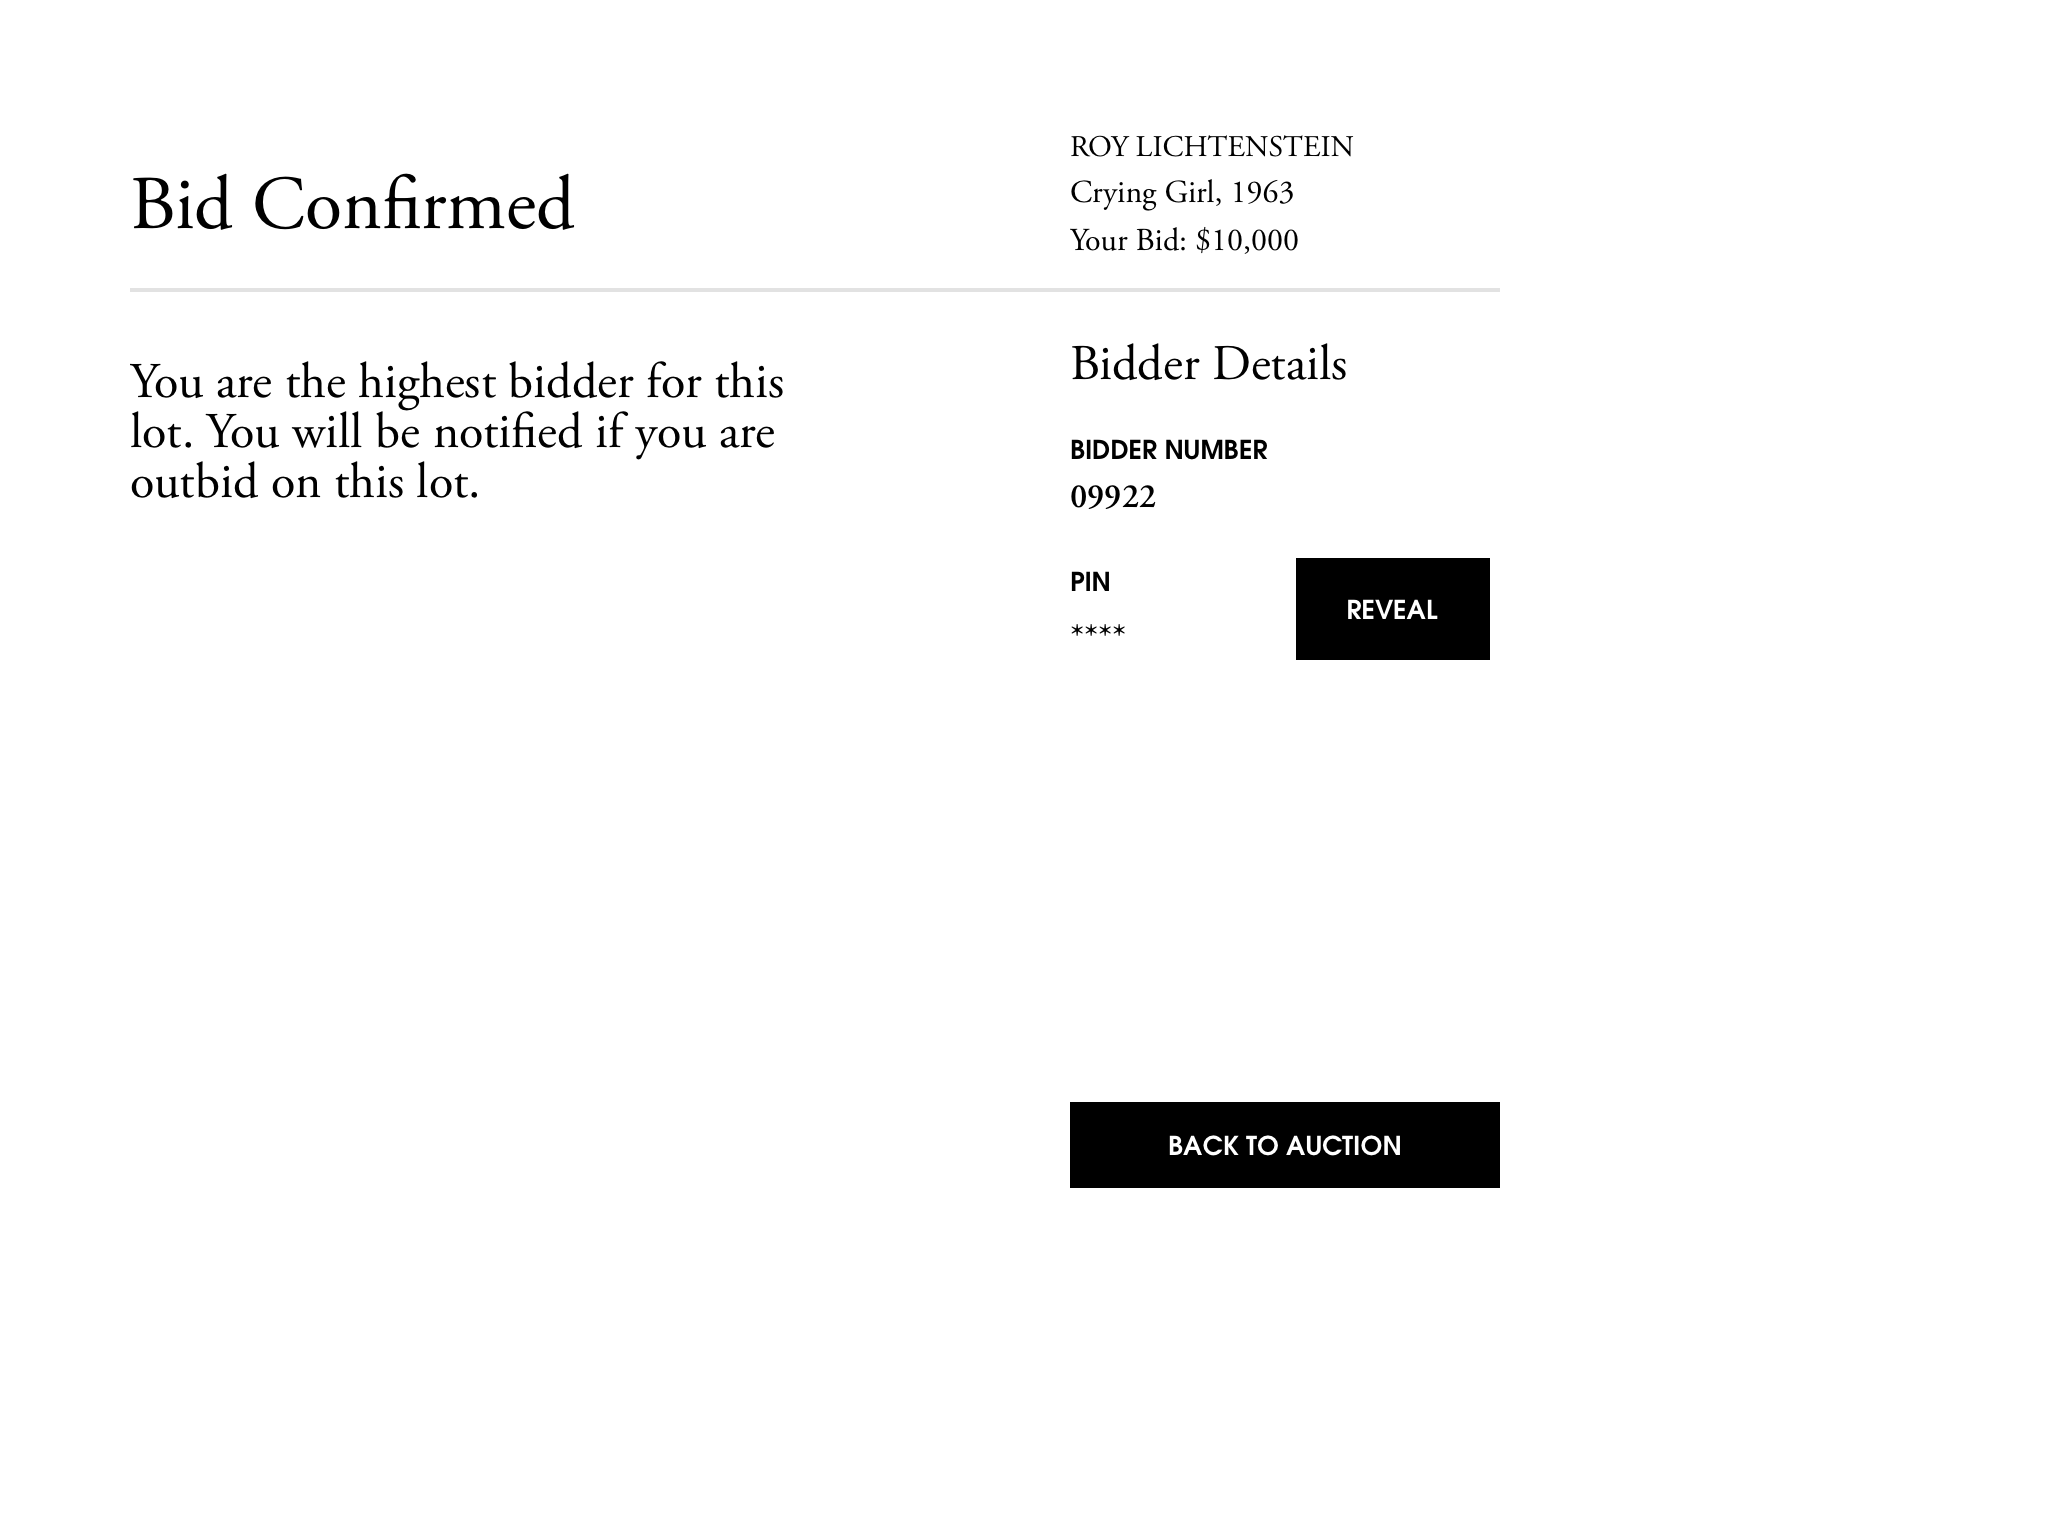 Bid Confirmed
ROY LICHTENSTEIN
Crying Girl, 1963
Your Bid: $10,000
You are the highest bidder for this
lot. You will be notified if you are
outbid on this lot.
Bidder Details
BIDDER NUMBER
09922
PIN
****
REVEAL
BACK TO AUCTION